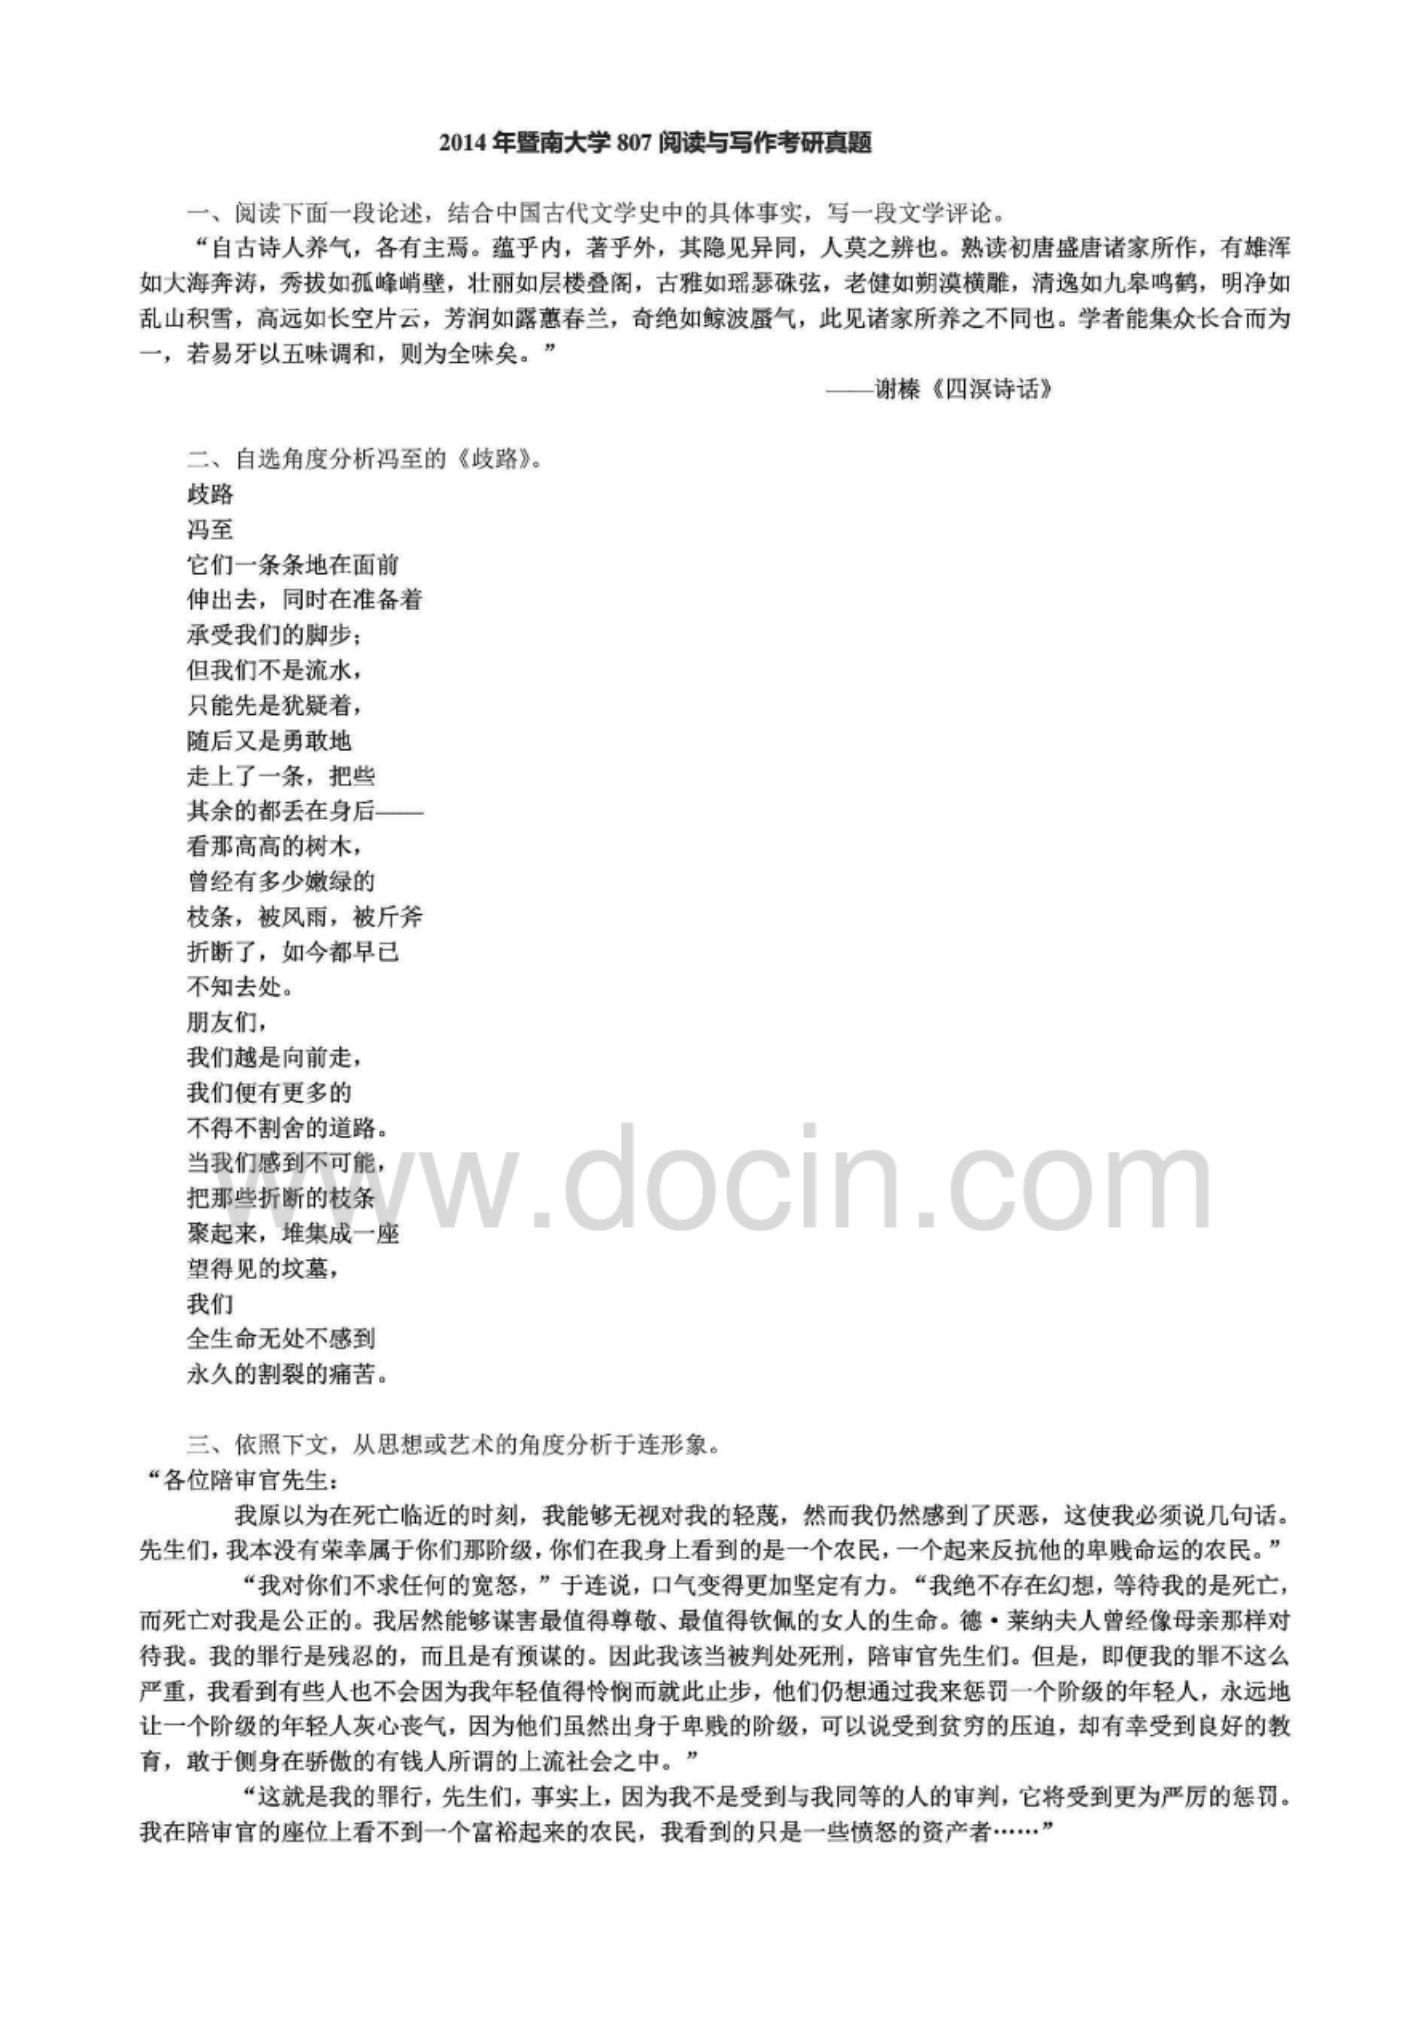 2014 年暨南大学 807 阅读与写作考研真题
一、阅读下面一段论述，结合中国古代文学史中的具体事实，写一段文学评论。
“自古诗人养气，各有主焉。蕴乎内，著乎外，其隐见异同，人莫之辨也。熟读初唐盛唐诸家所作，有雄浑
如大海奔涛，秀拔如孤峰峭壁，壮丽如层楼叠阁，古雅如瑶瑟硃弦，老健如朔漠横雕，清逸如九皋鸣鹤，明净如
乱山积雪，高远如长空片云，芳润如露蕙春兰，奇绝如鲸波蜃气，此见诸家所养之不同也。学者能集众长合而为
一，若易牙以五味调和，则为全味矣。”
——谢榛《四溟诗话》
二、自选角度分析冯至的《歧路》。
歧路
冯至
它们一条条地在面前
伸出去，同时在准备着
承受我们的脚步；
但我们不是流水，
只能先是犹疑着，
随后又是勇敢地
走上了一条，把些
其余的都丢在身后——
看那高高的树木，
曾经有多少嫩绿的
枝条，被风雨，被斤斧
折断了，如今都早已
不知去处。
朋友们，
我们越是向前走，
我们便有更多的
不得不割舍的道路。
当我们感到不可能，
把那些折断的枝条
聚起来，堆集成一座
望得见的坟墓，
我们
全生命无处不感到
永久的割裂的痛苦。
www.docin.com
三、依照下文，从思想或艺术的角度分析于连形象。
“各位陪审官先生：
我原以为在死亡临近的时刻，我能够无视对我的轻蔑，然而我仍然感到了厌恶，这使我必须说几句话。
先生们，我本没有荣幸属于你们那阶级，你们在我身上看到的是一个农民，一个起来反抗他的卑贱命运的农民。”
“我对你们不求任何的宽恕，”于连说，口气变得更加坚定有力。“我绝不存在幻想，等待我的是死亡，
而死亡对我是公正的。我居然能够谋害最值得尊敬、最值得钦佩的女人的生命。德·莱纳夫人曾经像母亲那样对
待我。我的罪行是残忍的，而且是有预谋的。因此我该当被判处死刑，陪审官先生们。但是，即便我的罪不这么
严重，我看到有些人也不会因为我年轻值得怜悯而就此止步，他们仍想通过我来惩罚一个阶级的年轻人，永远地
让一个阶级的年轻人灰心丧气，因为他们虽然出身于卑贱的阶级，可以说受到贫穷的压迫，却有幸受到良好的教
育，敢于侧身在骄傲的有钱人所谓的上流社会之中。”
“这就是我的罪行，先生们，事实上，因为我不是受到与我同等的人的审判，它将受到更为严厉的惩罚。
我在陪审官的座位上看不到一个富裕起来的农民，我看到的只是一些愤怒的资产者……”